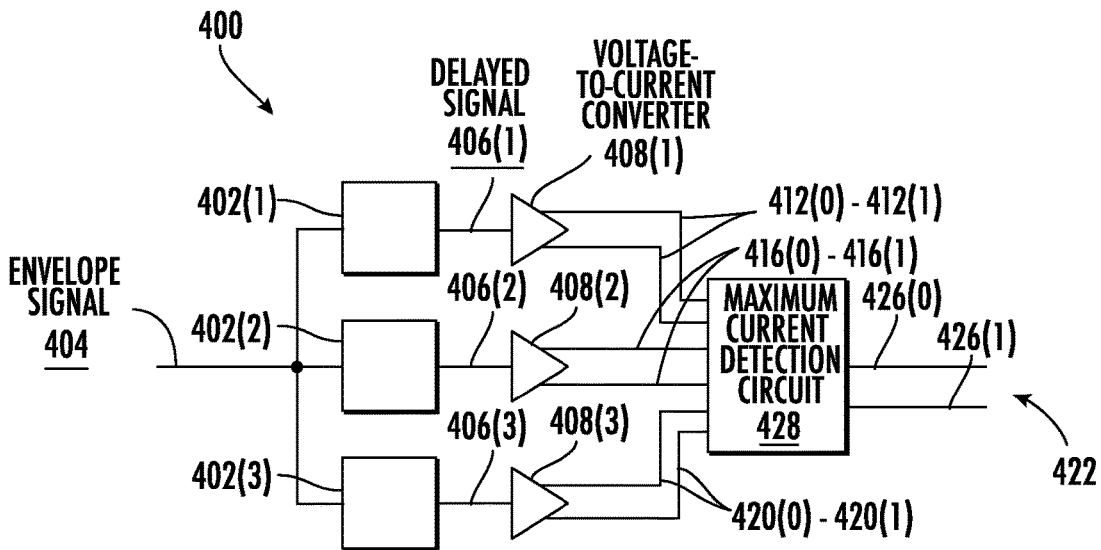 400
DELAYED
SIGNAL
406(1)
VOLTAGE-
TO-CURRENT
CONVERTER
408(1)
402(1)
412(0) - 412(1)
416(0) - 416(1)
ENVELOPE
SIGNAL
404
402(2)
406(2)
408(2)
MAXIMUM
CURRENT
DETECTION
CIRCUIT
428
426(0)
426(1)
402(3)
406(3)
408(3)
420(0) - 420(1)
422